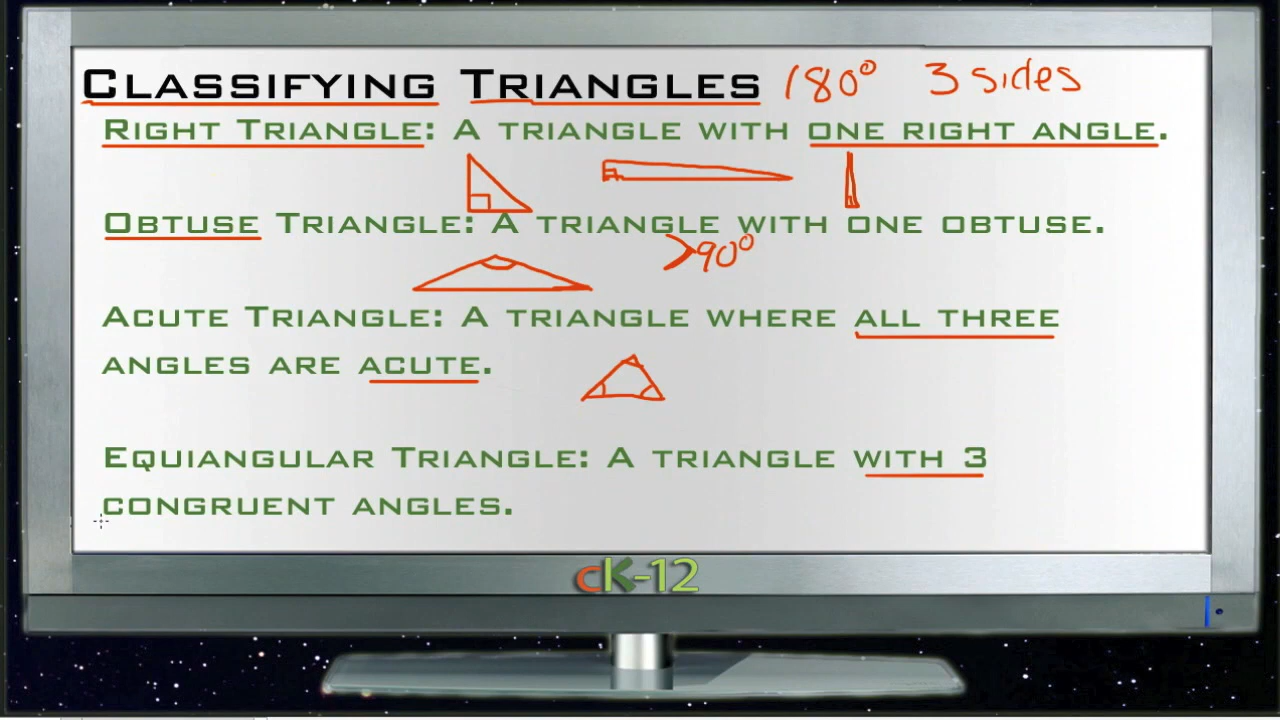 CLASSIFYING TRIANGLES 180° 3 sides
RIGHT TRIANGLE: A TRIANGLE WITH ONE RIGHT ANGLE.
OBTUSE TRIANGLE: A TRIANGLE WITH ONE OBTUSE.
>90°
ACUTE TRIANGLE: A TRIANGLE WHERE ALL THREE
ANGLES ARE ACUTE.
EQUIANGULAR TRIANGLE: A TRIANGLE WITH 3
CONGRUENT ANGLES.
cK-12